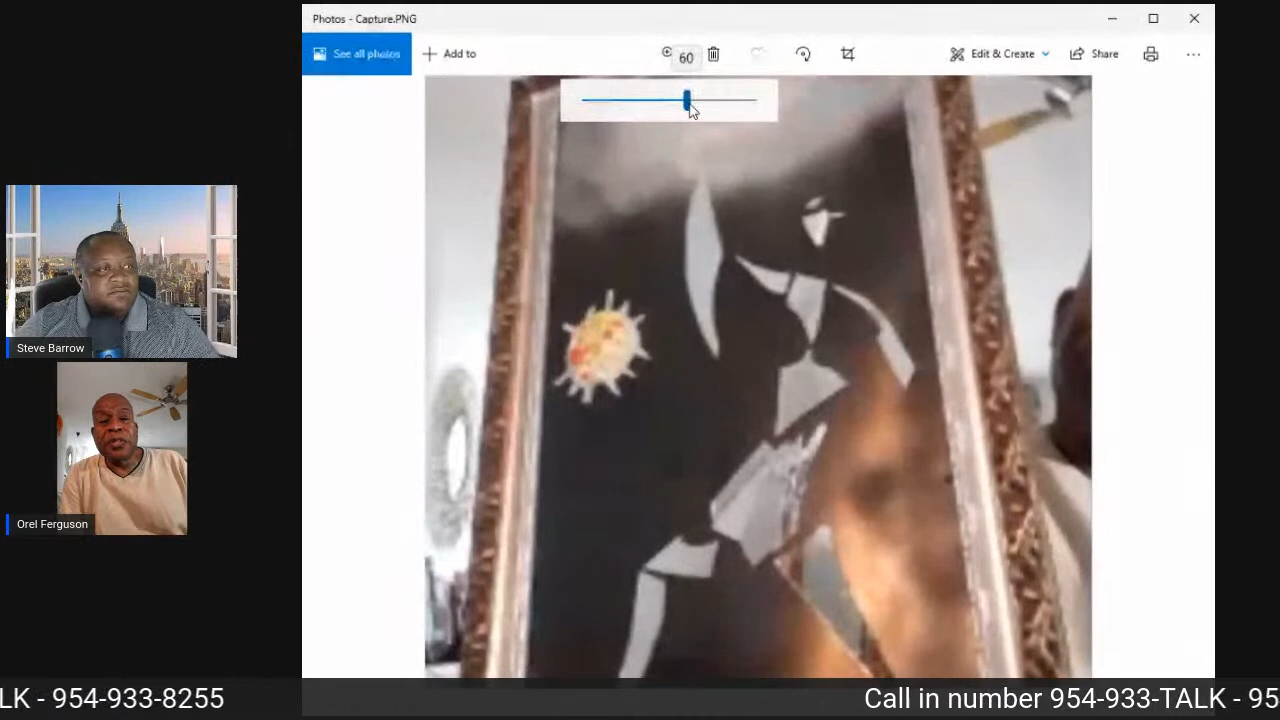 Photos - Capture.PNG
See all photos
Add to
60
Edit & Create
Share
Steve Barrow
Orel Ferguson
LK - 954-933-8255
Call in number 954-933-TALK - 95